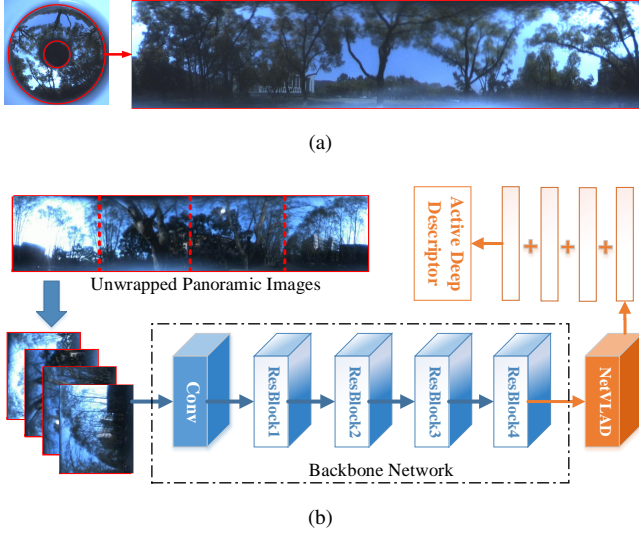 (a)
Unwrapped Panoramic Images
Active Deep
Descriptor
+ + +
Conv
ResBlock1
ResBlock2
ResBlock3
ResBlock4
NetVLAD
Backbone Network
(b)